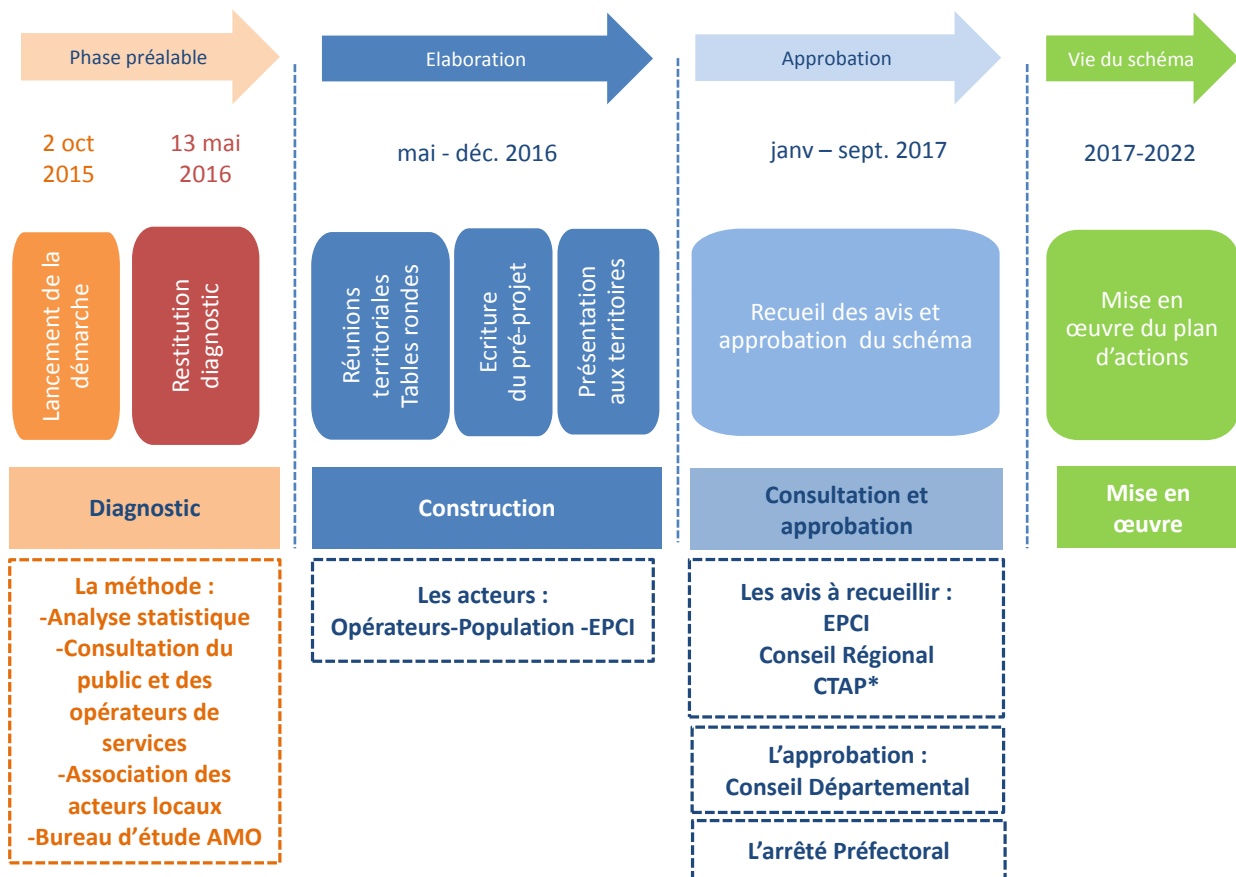 Phase préalable
Elaboration
Approbation
Vie du schéma
2 oct
2015
13 mai
2016
mai - déc. 2016
janv – sept. 2017
2017-2022
Lancement de la
démarche
Restitution
diagnostic
Réunions
territoriales
Tables rondes
Ecriture
du pré-projet
Présentation
aux territoires
Recueil des avis et
approbation du schéma
Mise en
œuvre du plan
d’actions
Diagnostic
Construction
Consultation et
approbation
Mise en
œuvre
La méthode :
-Analyse statistique
-Consultation du
public et des
opérateurs de
services
-Association des
acteurs locaux
-Bureau d’étude AMO
Les acteurs :
Opérateurs-Population -EPCI
Les avis à recueillir :
EPCI
Conseil Régional
CTAP*
L’approbation :
Conseil Départemental
L’arrêté Préfectoral